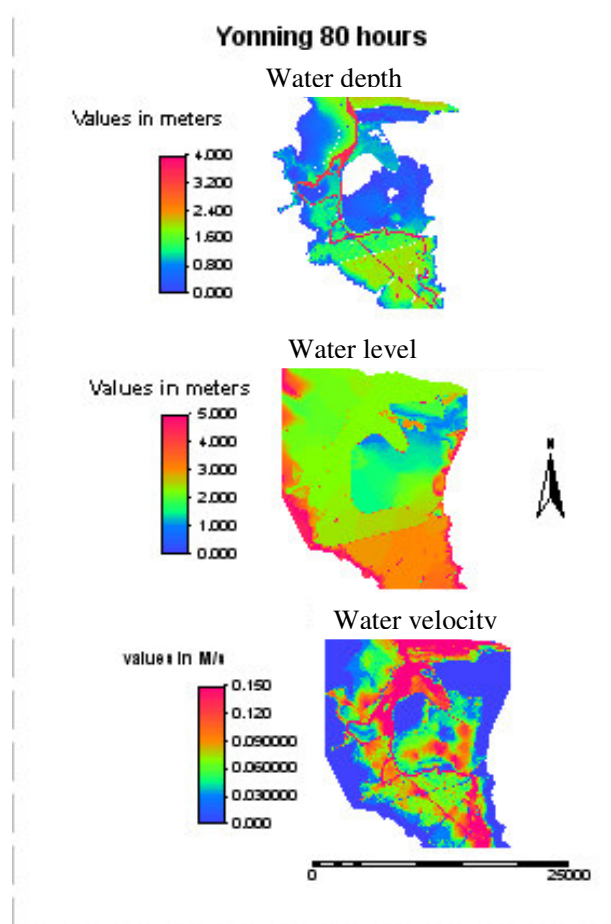 Yonning 80 hours
Water depth
Values in meters
4.000
3.200
2.400
1.600
0.800
0.000
Water level
Values in meters
5.000
4.000
3.000
2.000
1.000
0.000
N
Water velocity
values in M/s
0.150
0.120
0.090000
0.060000
0.030000
0.000
0 25000